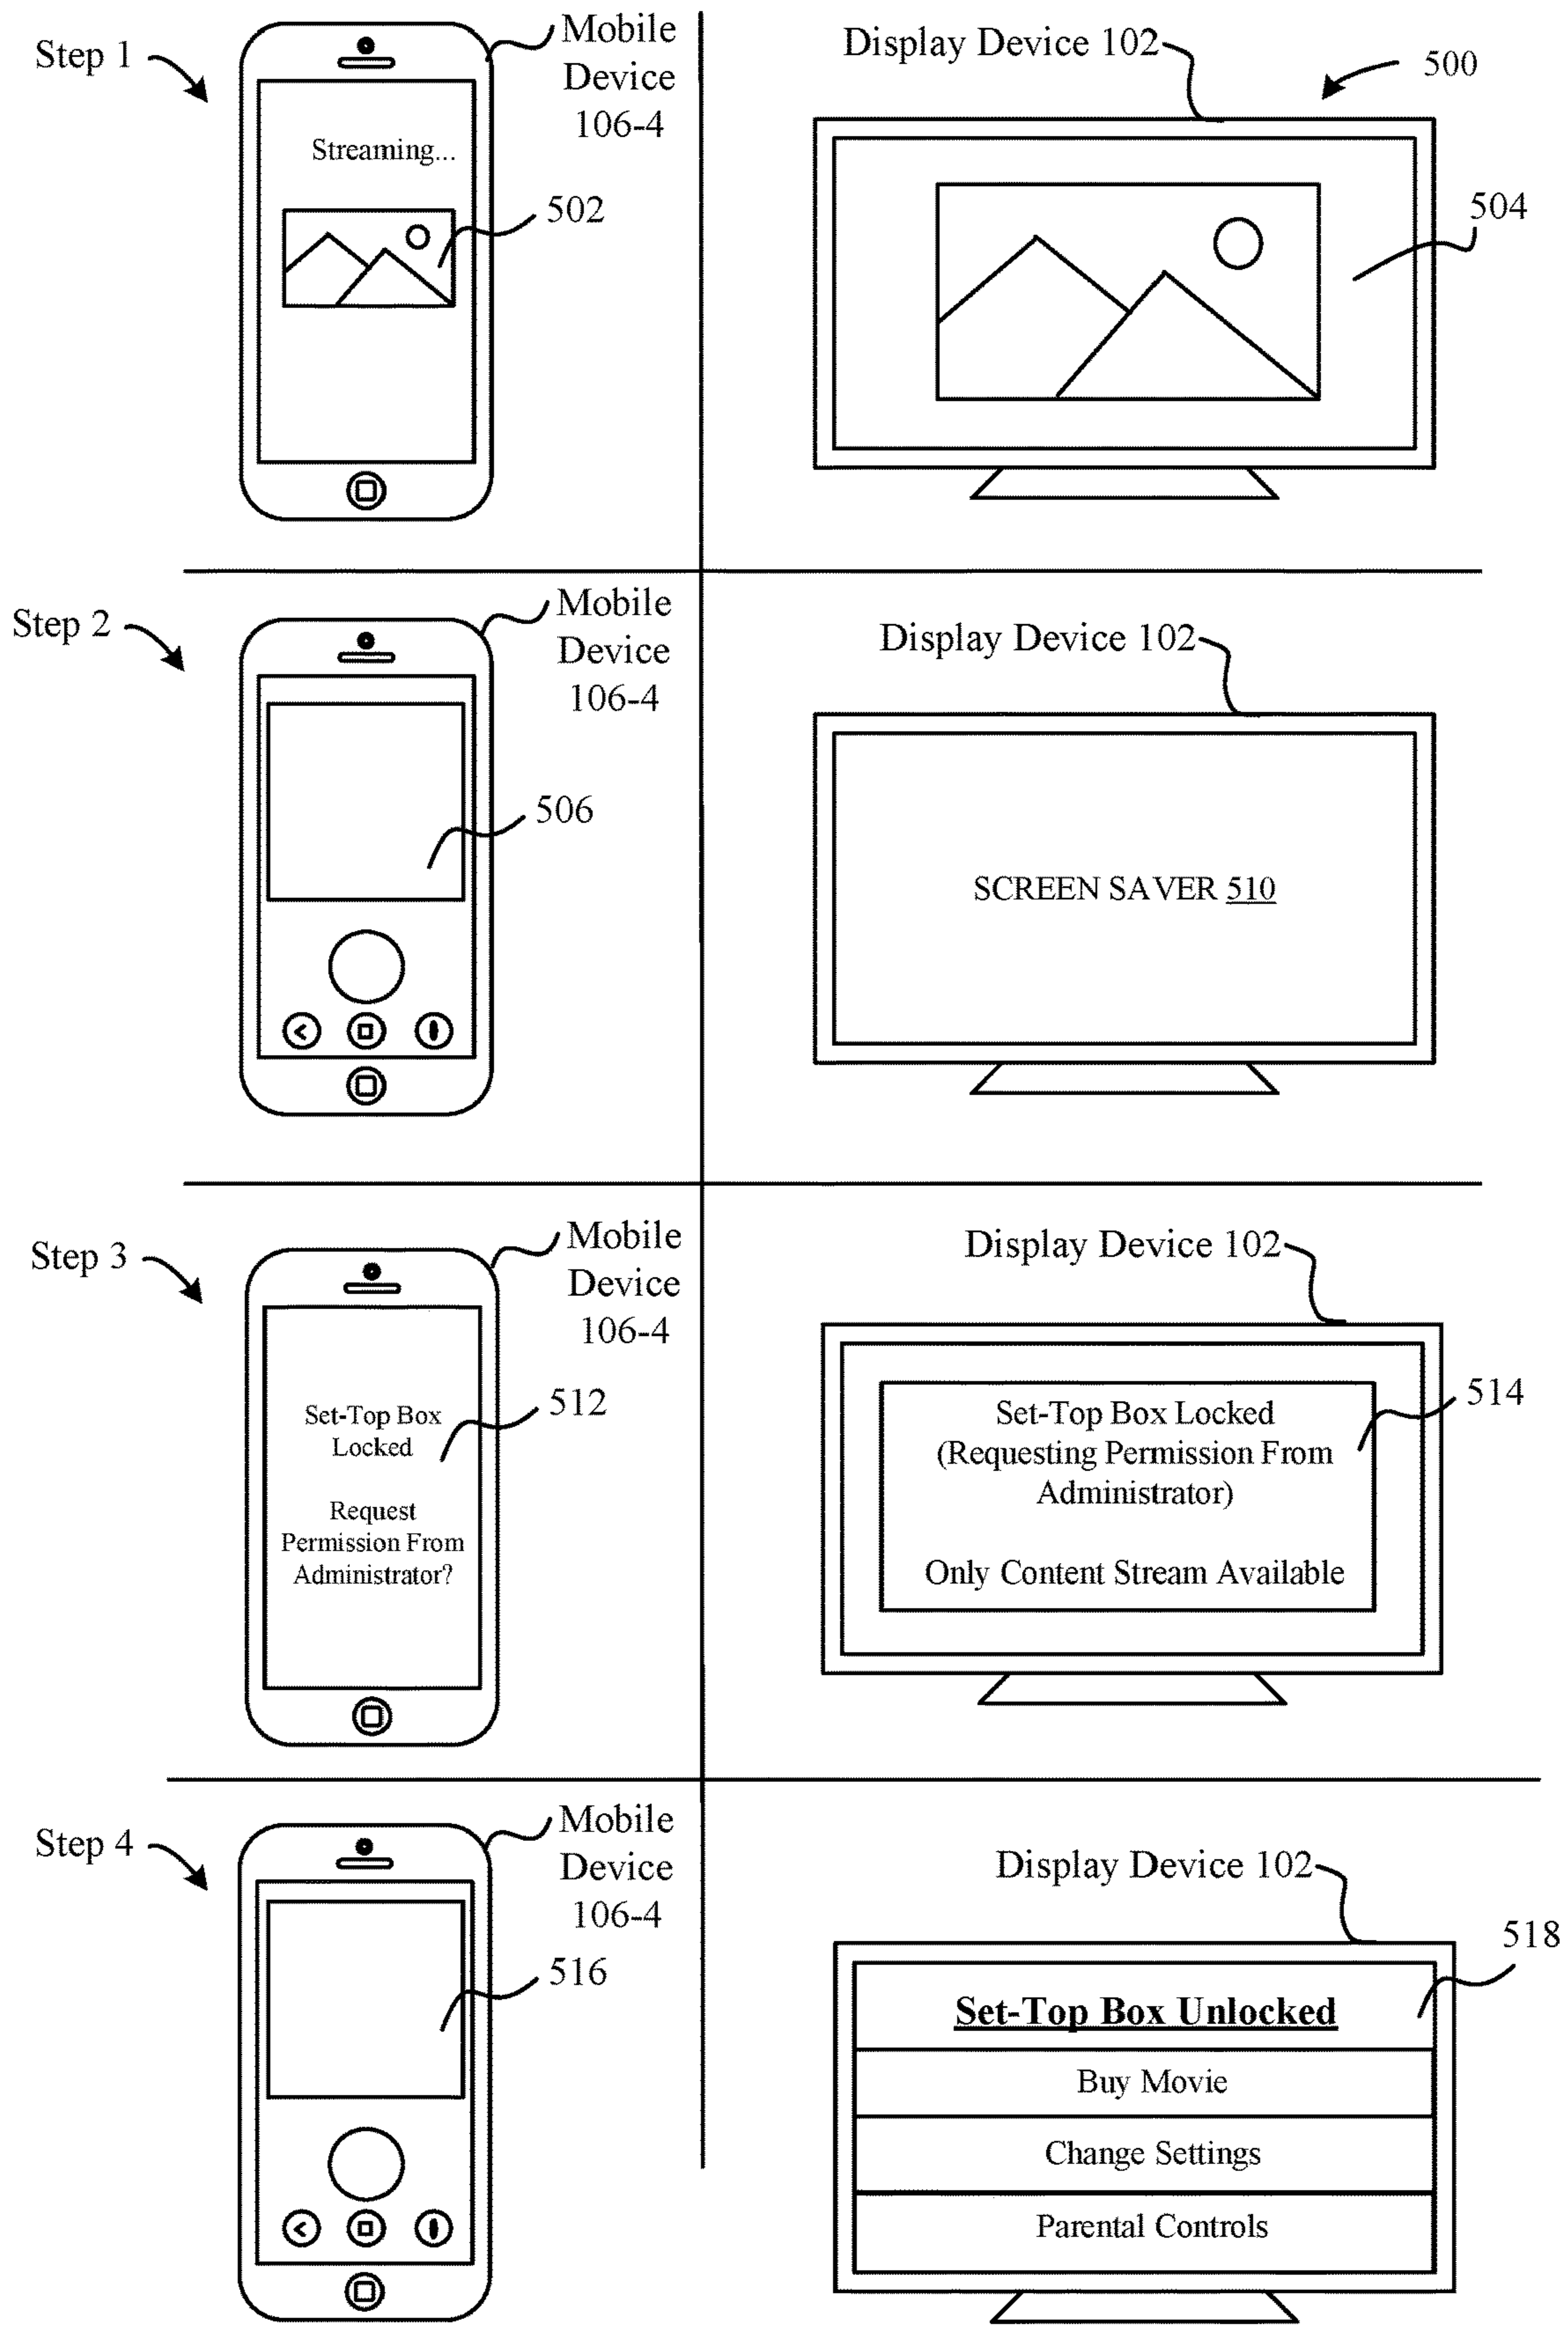 Step 1
Mobile
Device
106-4
Streaming...
502
Display Device 102
500
504
Step 2
Mobile
Device
106-4
506
Display Device 102
SCREEN SAVER 510
Step 3
Mobile
Device
106-4
Set-Top Box
Locked
Request
Permission From
Administrator?
512
Display Device 102
Set-Top Box Locked
(Requesting Permission From
Administrator)
Only Content Stream Available
514
Step 4
Mobile
Device
106-4
516
Display Device 102
518
Set-Top Box Unlocked
Buy Movie
Change Settings
Parental Controls